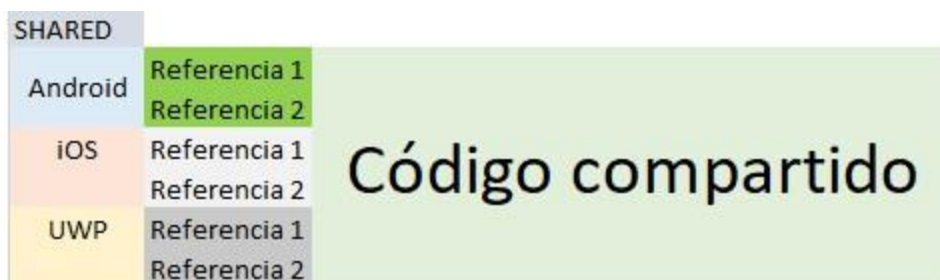 SHARED
Android
Referencia 1
Referencia 2
iOS
Referencia 1
Referencia 2
UWP
Referencia 1
Referencia 2
Código compartido